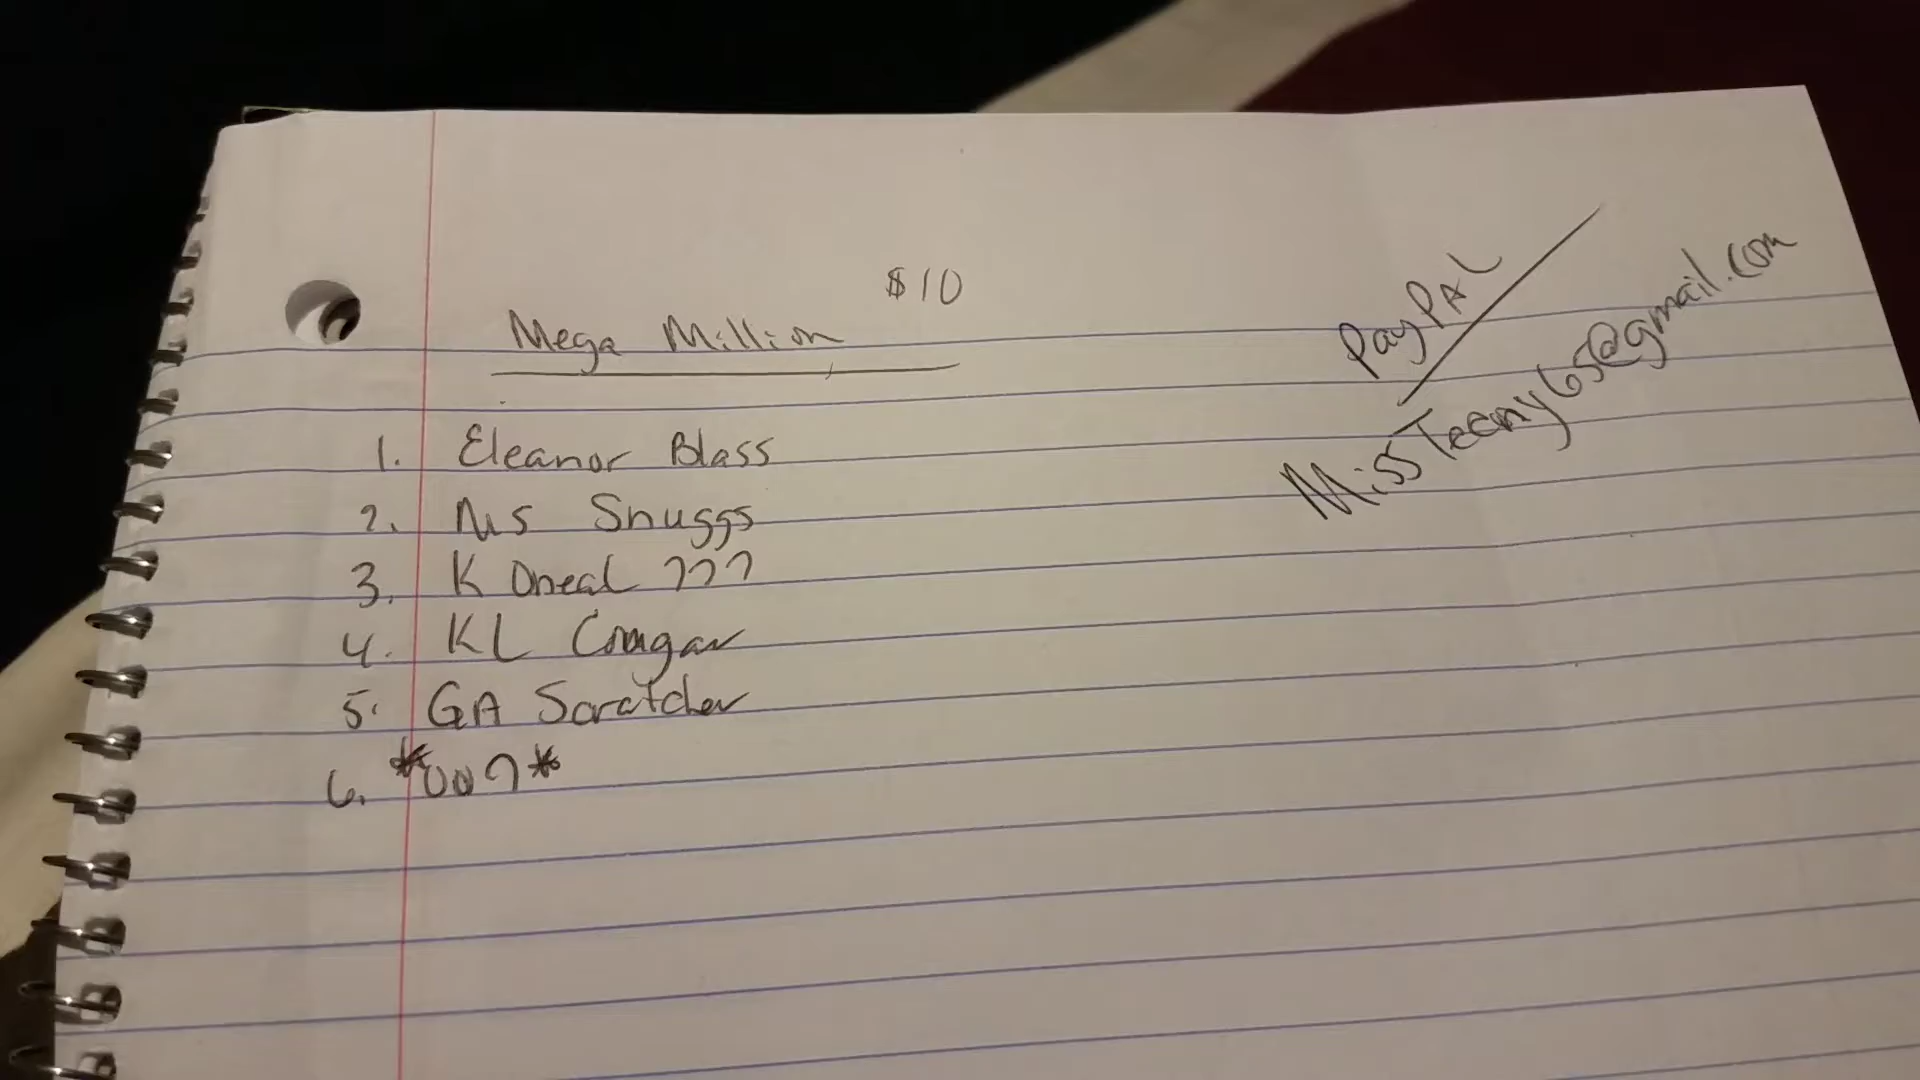 $10
Mega Million
PayPAL
MissTeeny65@gmail.com
1. Eleanor Blass
2. Ms Snuggs
3. K Oneal ???
4. KL Cougar
5. GA Scratcher
6. *007*